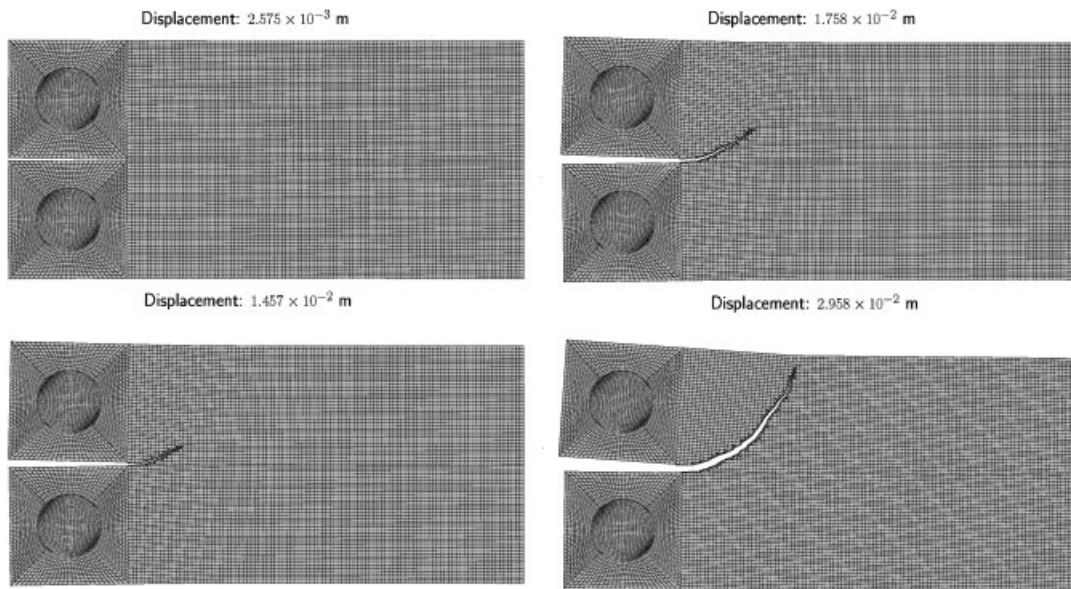 Displacement: 2.575 × 10⁻³ m
Displacement: 1.758 × 10⁻² m
Displacement: 1.457 × 10⁻² m
Displacement: 2.958 × 10⁻² m